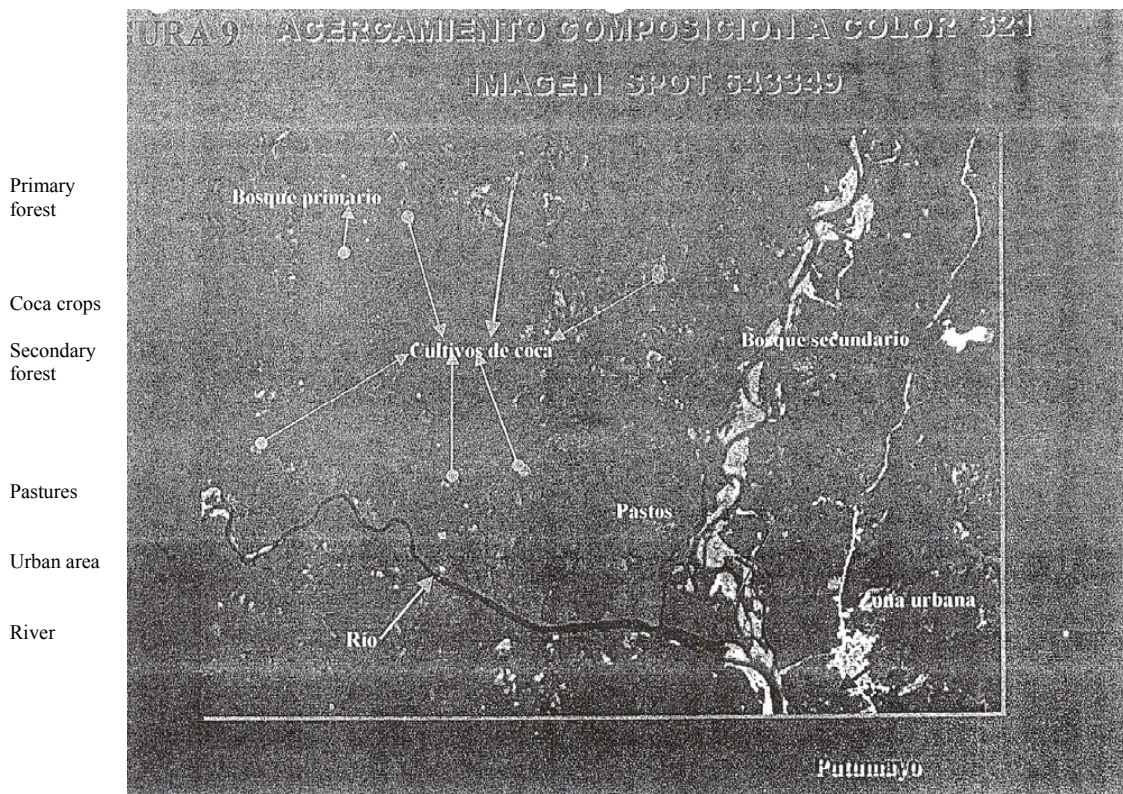 URA 9 ACERCAMIENTO COMPOSICION A COLOR 321
IMAGEN SPOT 643349
Primary
forest
Bosque primario
Coca crops
Secondary
forest
Bosque secundario
Cultivos de coca
Pastures
Pastos
Urban area
Zona urbana
River
Río
Putumayo